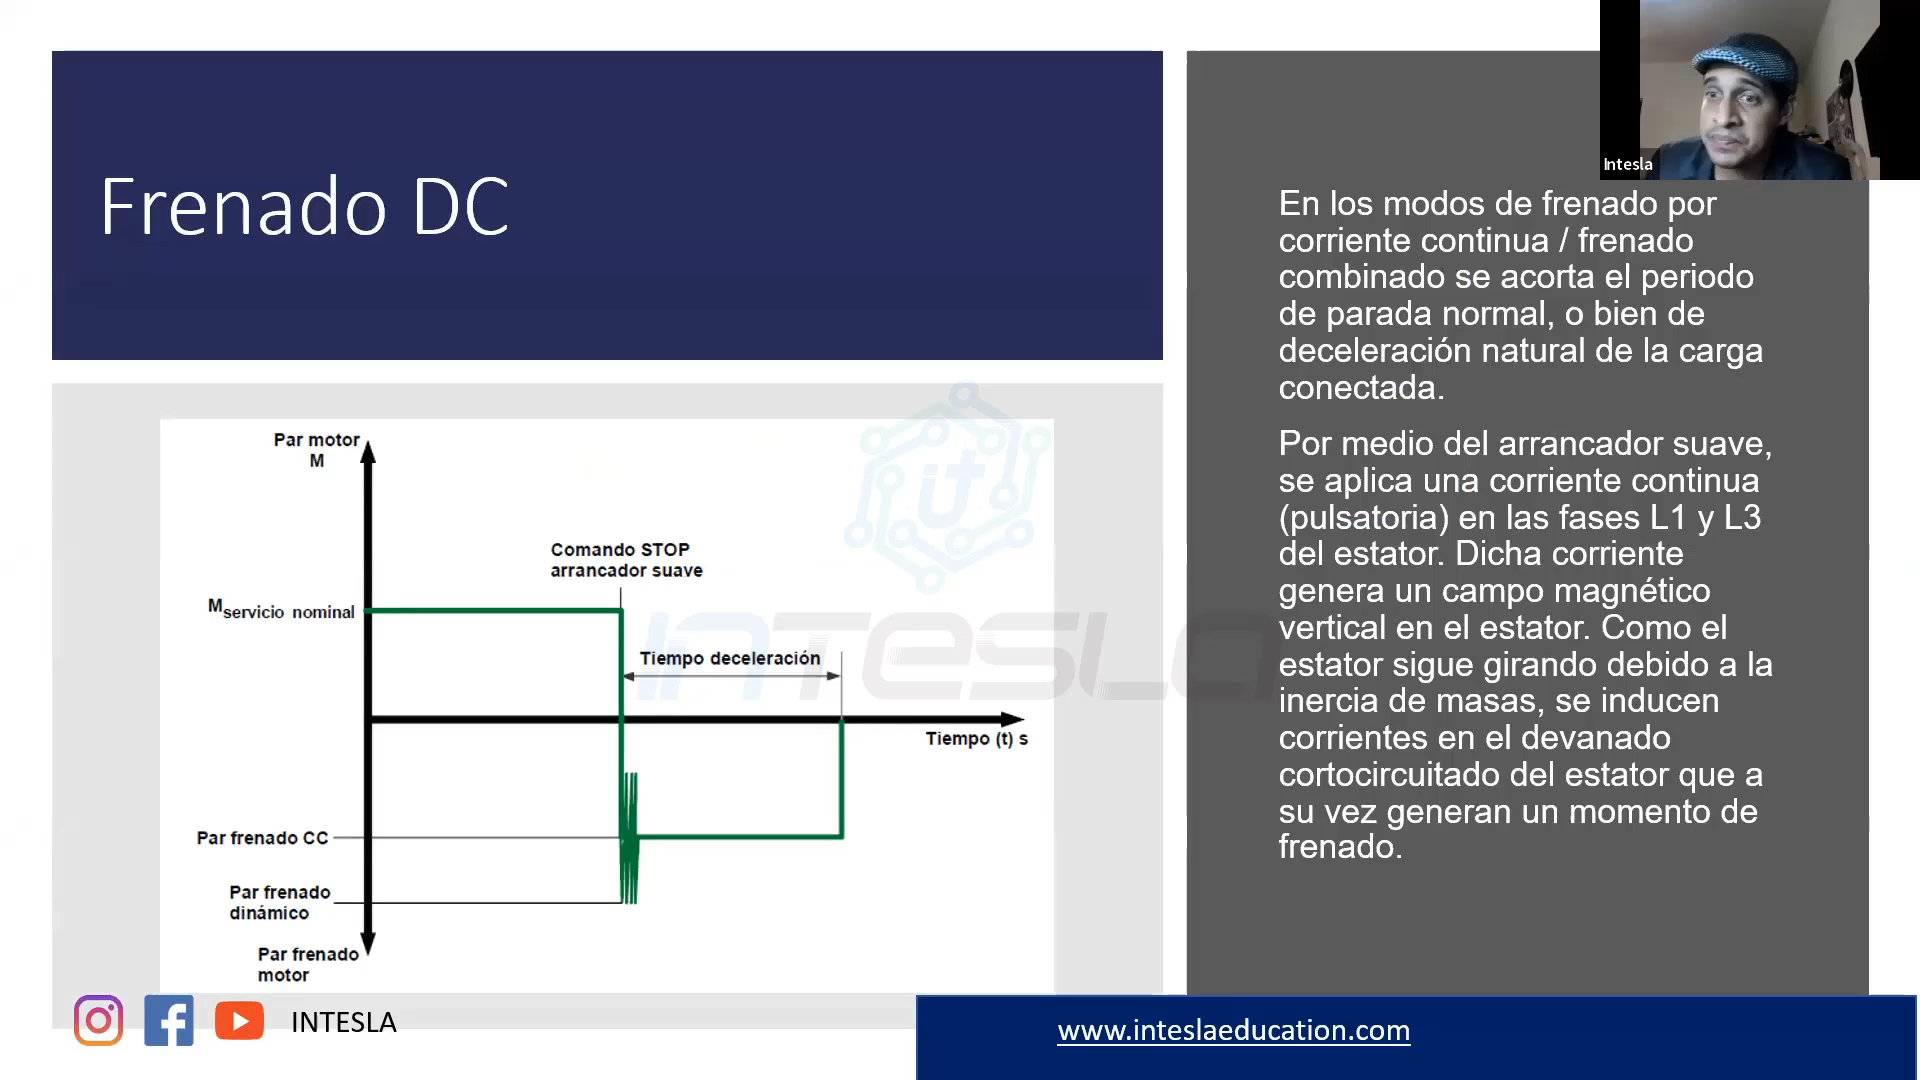 Intesla
Frenado DC
En los modos de frenado por
corriente continua / frenado
combinado se acorta el periodo
de parada normal, o bien de
deceleración natural de la carga
conectada.
Por medio del arrancador suave,
se aplica una corriente continua
(pulsatoria) en las fases L1 y L3
del estator. Dicha corriente
genera un campo magnético
vertical en el estator. Como el
estator sigue girando debido a la
inercia de masas, se inducen
corrientes en el devanado
cortocircuitado del estator que a
su vez generan un momento de
frenado.
Par motor
M
Comando STOP
arrancador suave
Mservicio nominal
Tiempo deceleración
Tiempo (t) s
Par frenado CC
Par frenado
dinámico
Par frenado
motor
it
INTESLA
INTESLA
www.inteslaeducation.com